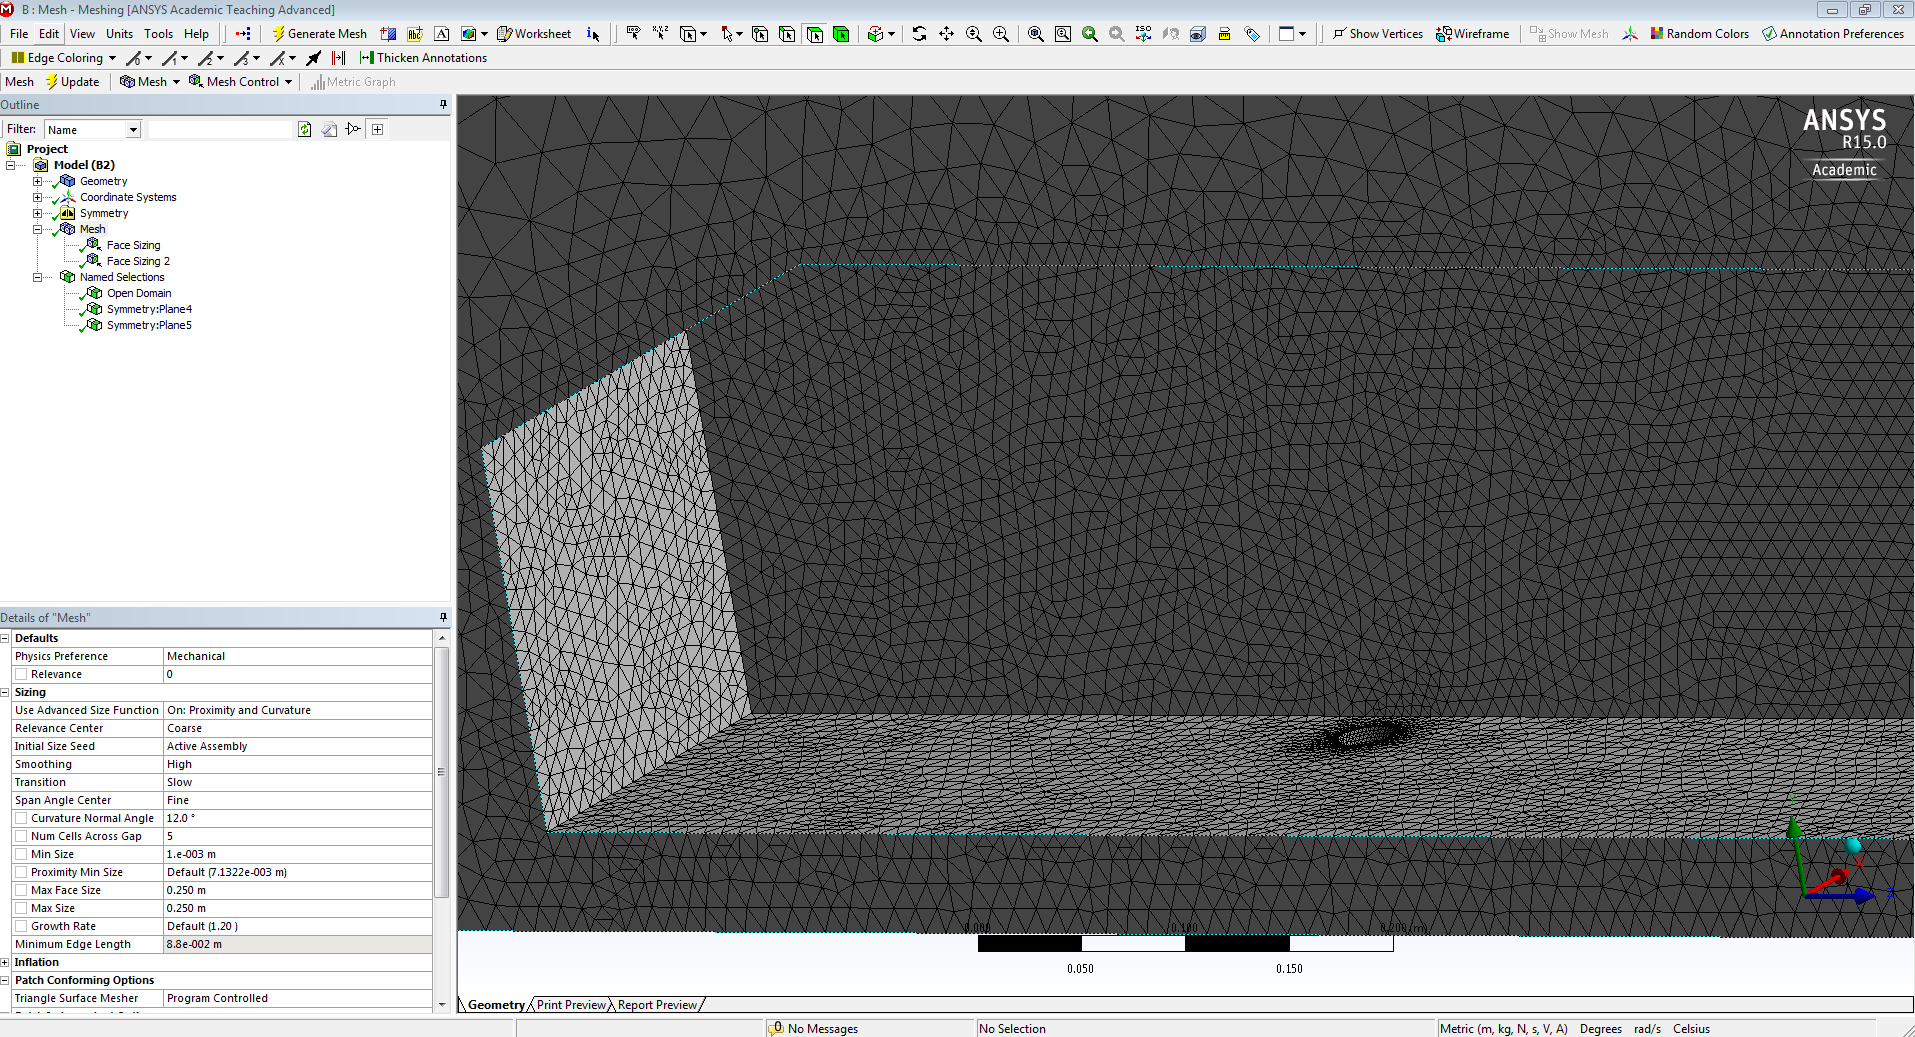 B : Mesh - Meshing [ANSYS Academic Teaching Advanced]
File Edit View Units Tools Help Generate Mesh Worksheet Show Vertices Wireframe Show Mesh Random Colors Annotation Preferences
Edge Coloring Thicken Annotations
Mesh Update Mesh Mesh Control Metric Graph
Outline
Filter: Name
Project
Model (B2)
Geometry
Coordinate Systems
Symmetry
Mesh
Face Sizing
Face Sizing 2
Named Selections
Open Domain
Symmetry:Plane4
Symmetry:Plane5
Details of "Mesh"
Defaults
Physics Preference Mechanical
Relevance 0
Sizing
Use Advanced Size Function On: Proximity and Curvature
Relevance Center Coarse
Initial Size Seed Active Assembly
Smoothing High
Transition Slow
Span Angle Center Fine
Curvature Normal Angle 12.0 °
Num Cells Across Gap 5
Min Size 1.e-003 m
Proximity Min Size Default (7.1322e-003 m)
Max Face Size 0.250 m
Max Size 0.250 m
Growth Rate Default (1.20 )
Minimum Edge Length 8.8e-002 m
Inflation
Patch Conforming Options
Triangle Surface Mesher Program Controlled
ANSYS
R15.0
Academic
0.000 0.100 0.200 (m)
0.050 0.150
Geometry Print Preview Report Preview
0 No Messages No Selection Metric (m, kg, N, s, V, A) Degrees rad/s Celsius